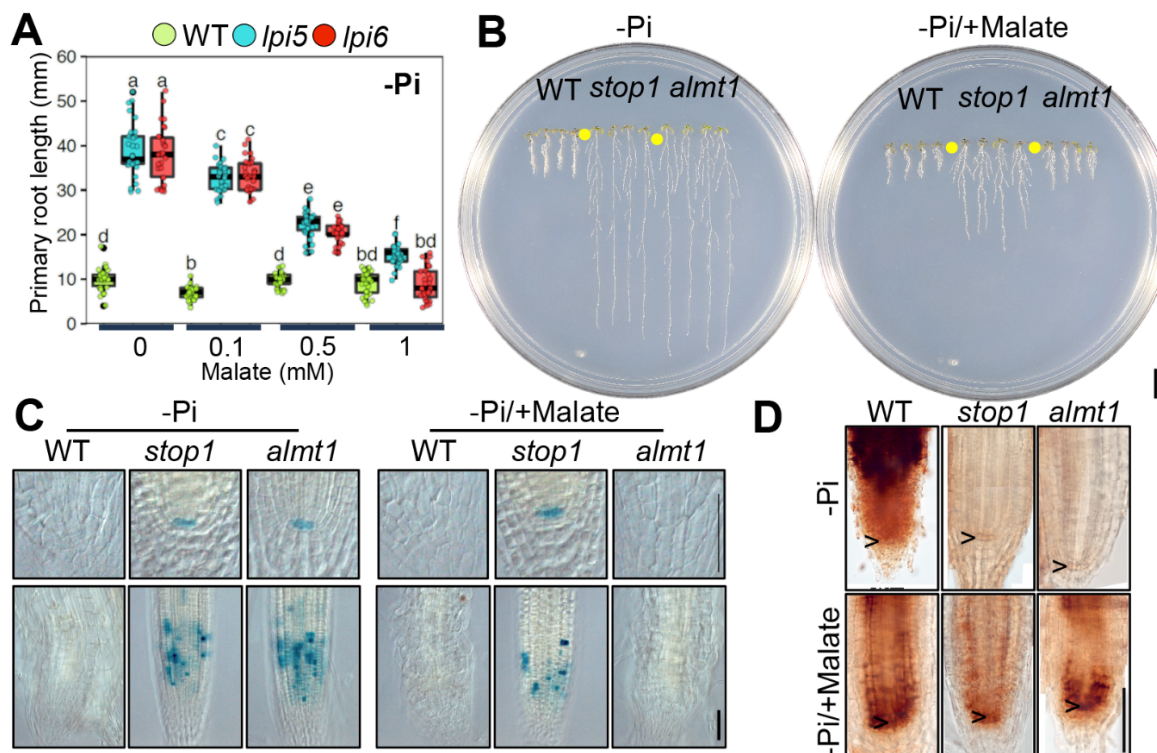 A
WT lpi5 lpi6
-Pi
Primary root length (mm)
60
50
40
30
20
10
0
a a
c c
e e
f
d b d bd bd
0 0.1 0.5 1
Malate (mM)
B
-Pi
WT stop1 almt1
-Pi/+Malate
WT stop1 almt1
C
-Pi
WT stop1 almt1
-Pi/+Malate
WT stop1 almt1
D
WT stop1 almt1
-Pi
>
>
>
-Pi/+Malate
>
>
>